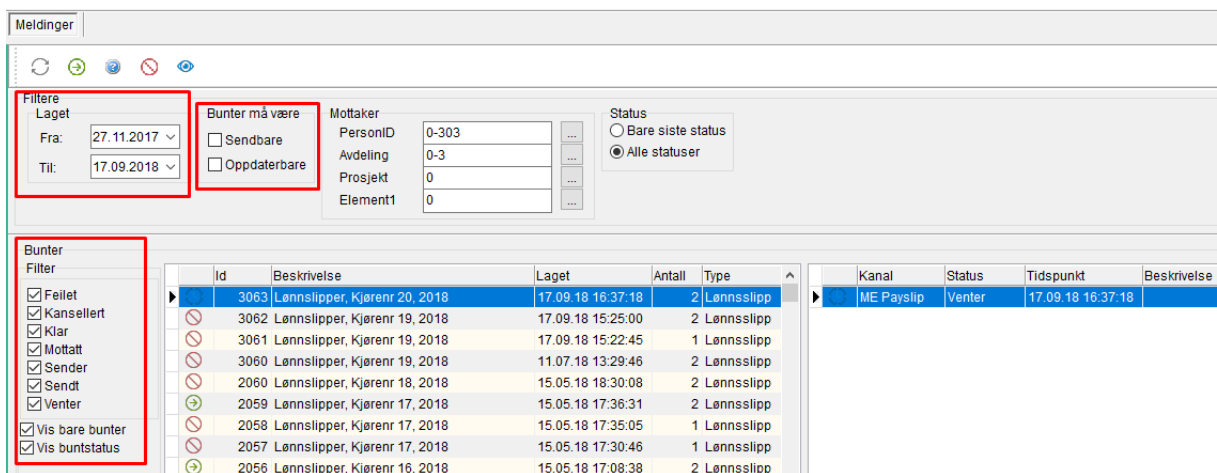 Meldinger
Filtere
Laget
Fra: 27.11.2017
Til: 17.09.2018
Bunter må være
Sendbare
Oppdaterbare
Mottaker
PersonID 0-303 ...
Avdeling 0-3 ...
Prosjekt 0 ...
Element1 0 ...
Status
Bare siste status
Alle statuser
Bunter
Filter
Feilet
Kansellert
Klar
Mottatt
Sender
Sendt
Venter
Vis bare bunter
Vis buntstatus
Id Beskrivelse Laget Antall Type
3063 Lønnslipper, Kjørenr 20, 2018 17.09.18 16:37:18 2 Lønnsslipp
3062 Lønnslipper, Kjørenr 19, 2018 17.09.18 15:25:00 2 Lønnsslipp
3061 Lønnslipper, Kjørenr 19, 2018 17.09.18 15:22:45 1 Lønnsslipp
3060 Lønnslipper, Kjørenr 19, 2018 11.07.18 13:29:46 2 Lønnsslipp
2060 Lønnslipper, Kjørenr 18, 2018 15.05.18 18:30:08 2 Lønnsslipp
2059 Lønnslipper, Kjørenr 17, 2018 15.05.18 17:36:31 2 Lønnsslipp
2058 Lønnslipper, Kjørenr 17, 2018 15.05.18 17:35:05 1 Lønnsslipp
2057 Lønnslipper, Kjørenr 17, 2018 15.05.18 17:30:46 1 Lønnsslipp
2056 Lønnslipper, Kjørenr 16, 2018 15.05.18 17:08:38 2 Lønnsslipp
Kanal Status Tidspunkt Beskrivelse
ME Payslip Venter 17.09.18 16:37:18